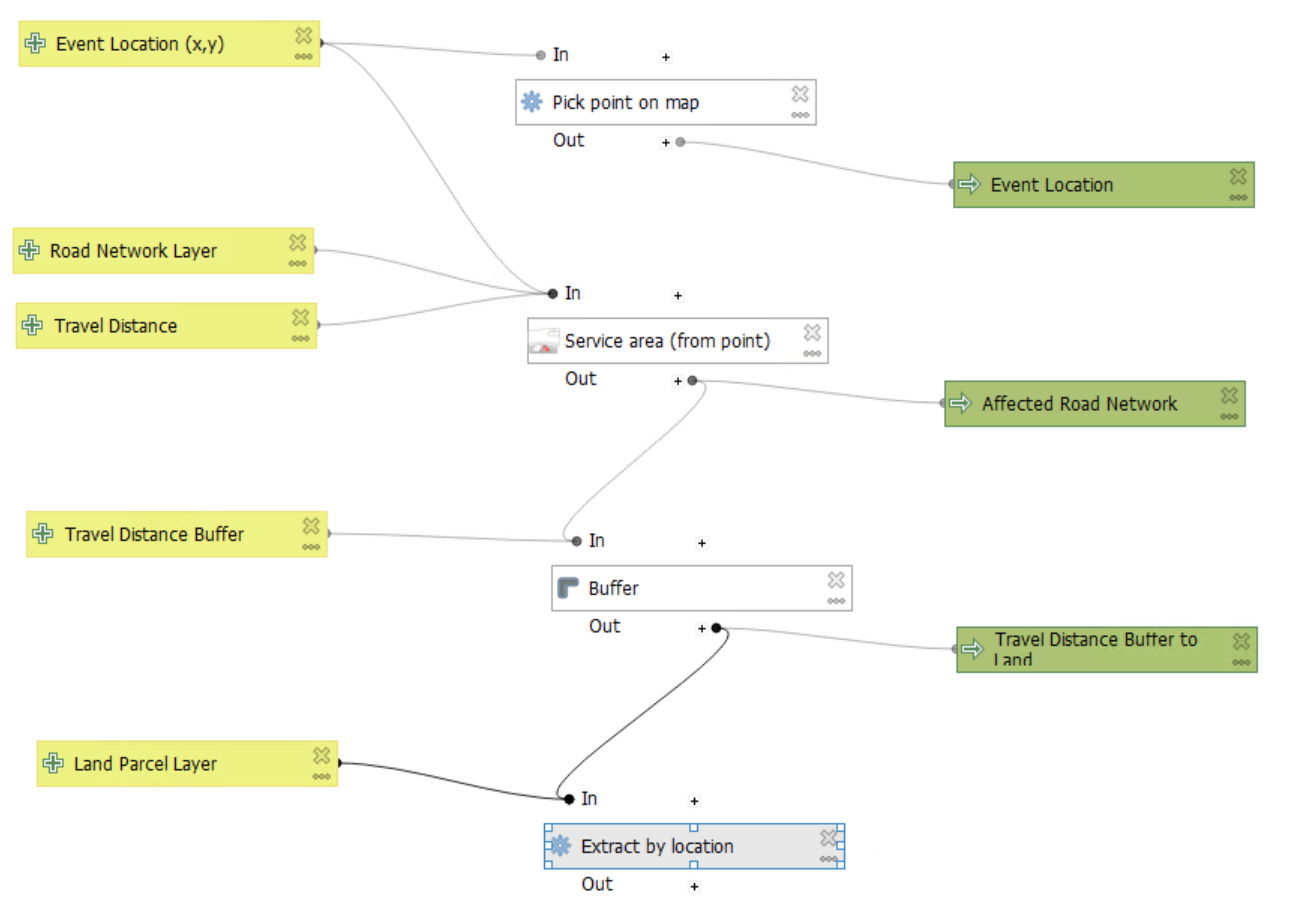 Event Location (x,y)
In
+
Pick point on map
Out
+
Event Location
Road Network Layer
In
+
Travel Distance
Service area (from point)
Out
+
Affected Road Network
Travel Distance Buffer
In
+
Buffer
Out
+
Travel Distance Buffer to
Land
Land Parcel Layer
In
+
Extract by location
Out
+